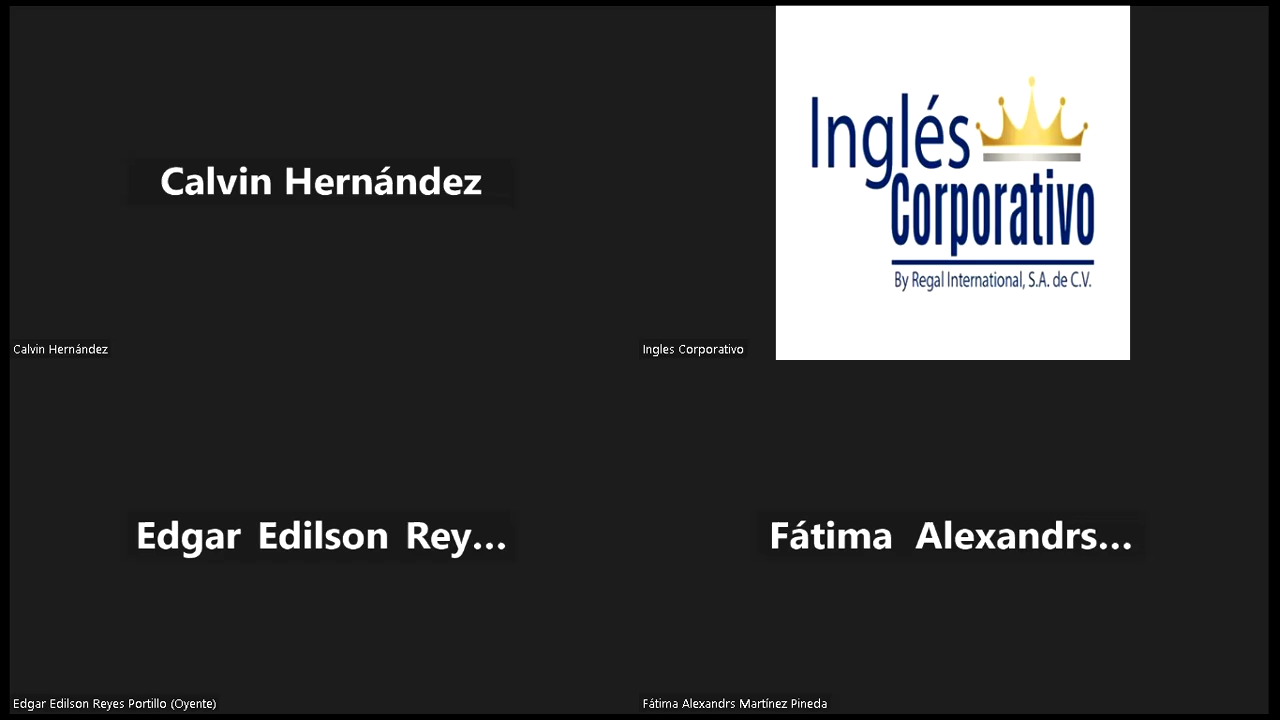 Calvin Hernández
Calvin Hernández
Inglés
Corporativo
By Regal International, S.A. de C.V.
Ingles Corporativo
Edgar Edilson Rey...
Edgar Edilson Reyes Portillo (Oyente)
Fátima Alexandrs...
Fátima Alexandrs Martínez Pineda